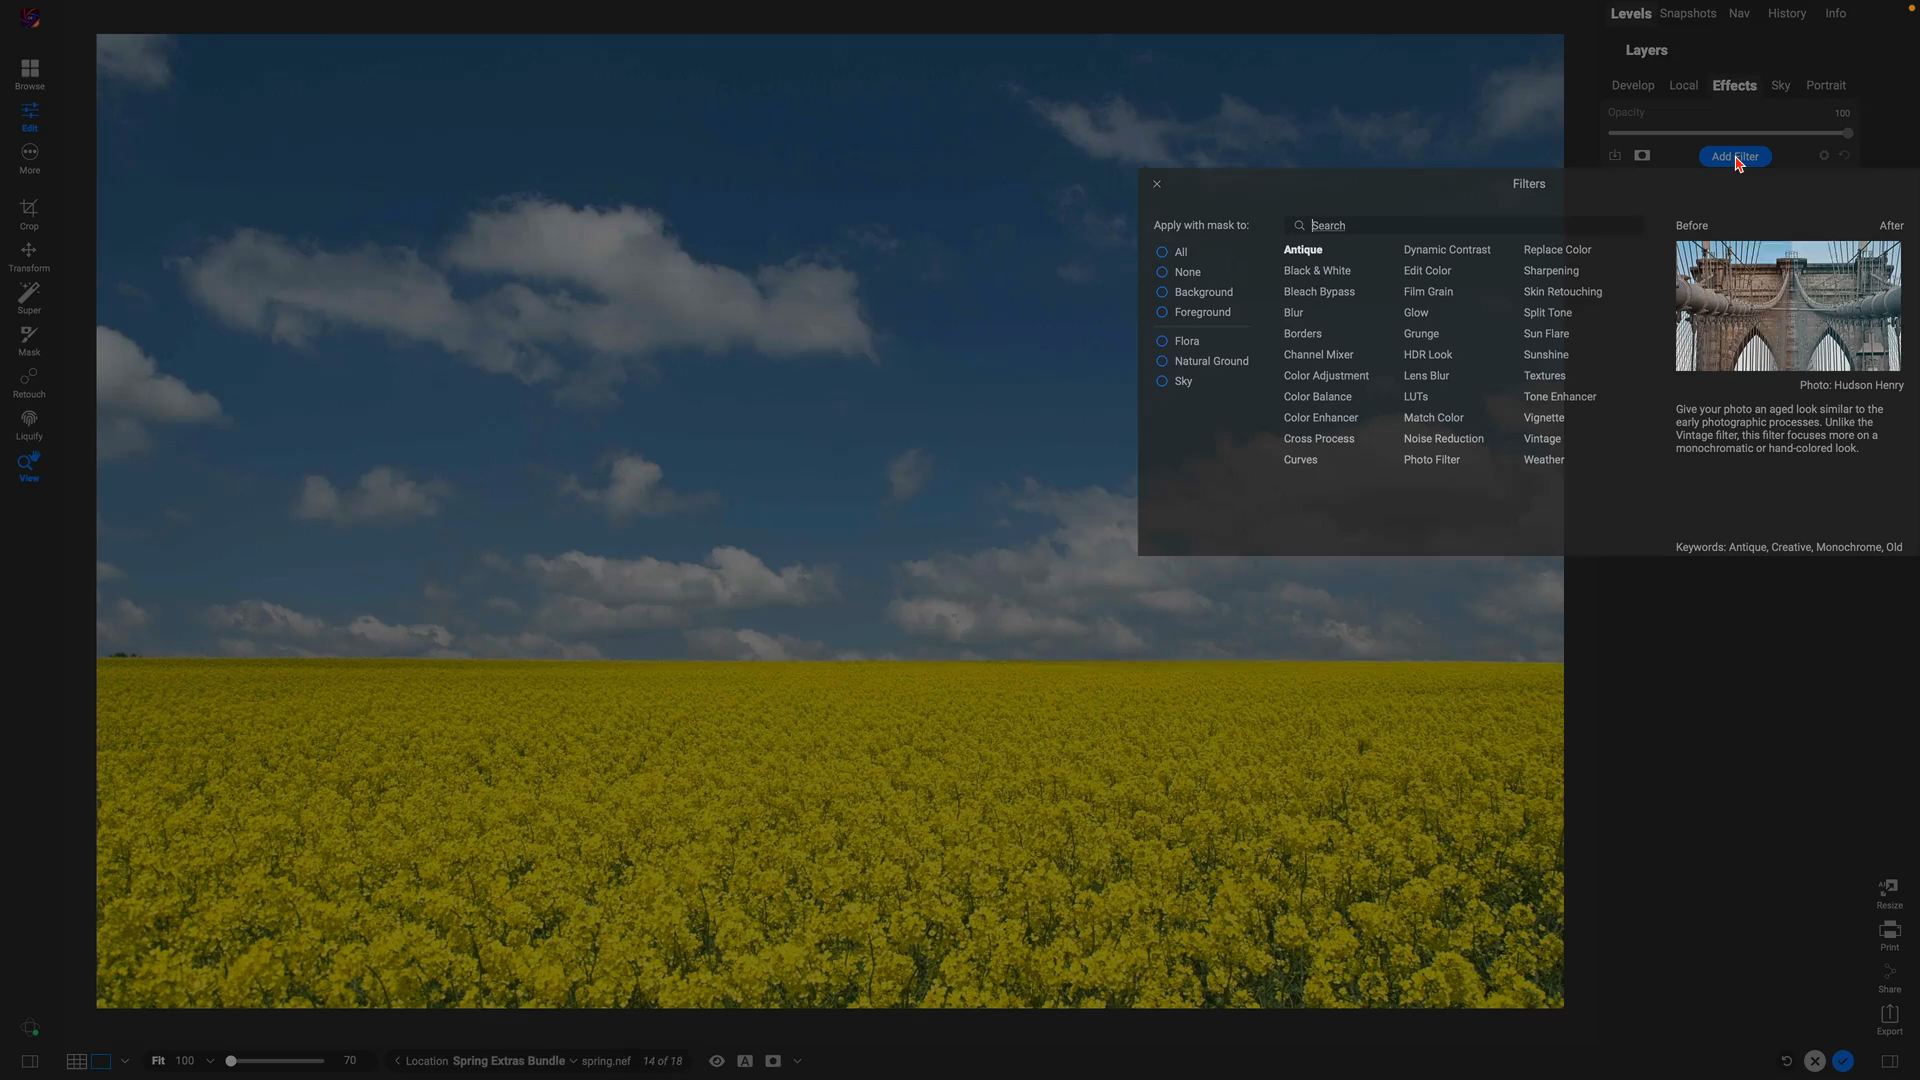 Levels Snapshots Nav History Info
Layers
Develop Local Effects Sky Portrait
Opacity 100
Add Filter
Browse
Edit
More
Crop
Transform
Super
Mask
Retouch
Liquify
View
Filters
Apply with mask to:
All
None
Background
Foreground
Flora
Natural Ground
Sky
Search
Antique
Black & White
Bleach Bypass
Blur
Borders
Channel Mixer
Color Adjustment
Color Balance
Color Enhancer
Cross Process
Curves
Dynamic Contrast
Edit Color
Film Grain
Glow
Grunge
HDR Look
Lens Blur
LUTs
Match Color
Noise Reduction
Photo Filter
Replace Color
Sharpening
Skin Retouching
Split Tone
Sun Flare
Sunshine
Textures
Tone Enhancer
Vignette
Vintage
Weather
Before After
Photo: Hudson Henry
Give your photo an aged look similar to the
early photographic processes. Unlike the
Vintage filter, this filter focuses more on a
monochromatic or hand-colored look.
Keywords: Antique, Creative, Monochrome, Old
AI
Resize
Print
Share
Export
Fit 100 70 Location Spring Extras Bundle spring.nef 14 of 18 A